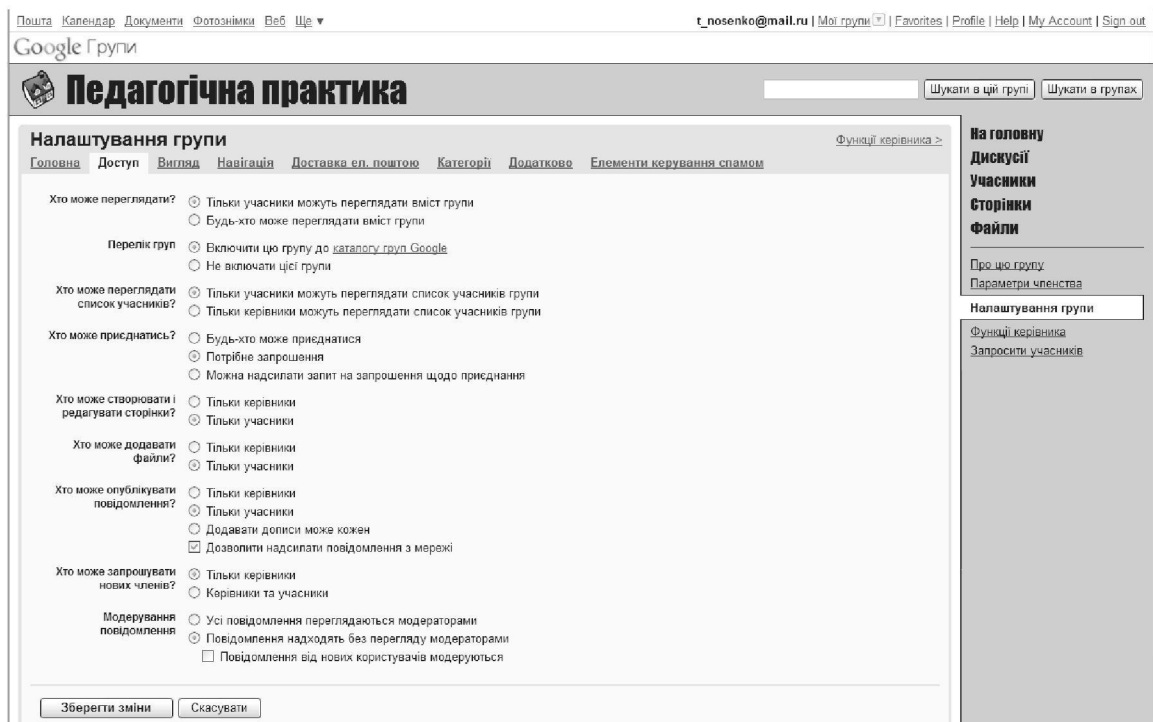 Пошта Календар Документи Фотознімки Веб Ще ▼
t_nosenko@mail.ru | Мої групи | Favorites | Profile | Help | My Account | Sign out
Google Групи
Педагогічна практика
Шукати в цій групі Шукати в групах
Налаштування групи
Функції керівника >
Головна Доступ Вигляд Навігація Доставка ел. поштою Категорії Додатково Елементи керування спамом
Хто може переглядати?
Тільки учасники можуть переглядати вміст групи
Будь-хто може переглядати вміст групи
Перелік груп
Включити цю групу до каталогу груп Google
Не включати цієї групи
Хто може переглядати
список учасників?
Тільки учасники можуть переглядати список учасників групи
Тільки керівники можуть переглядати список учасників групи
Хто може приєднатись?
Будь-хто може приєднатися
Потрібне запрошення
Можна надсилати запит на запрошення щодо приєднання
Хто може створювати і
редагувати сторінки?
Тільки керівники
Тільки учасники
Хто може додавати
файли?
Тільки керівники
Тільки учасники
Хто може опублікувати
повідомлення?
Тільки керівники
Тільки учасники
Додавати дописи може кожен
Дозволити надсилати повідомлення з мережі
Хто може запрошувати
нових членів?
Тільки керівники
Керівники та учасники
Модерування
повідомлення
Усі повідомлення переглядаються модераторами
Повідомлення надходять без перегляду модераторами
Повідомлення від нових користувачів модеруються
Зберегти зміни Скасувати
На головну
Дискусії
Учасники
Сторінки
Файли
Про цю групу
Параметри членства
Налаштування групи
Функції керівника
Запросити учасників